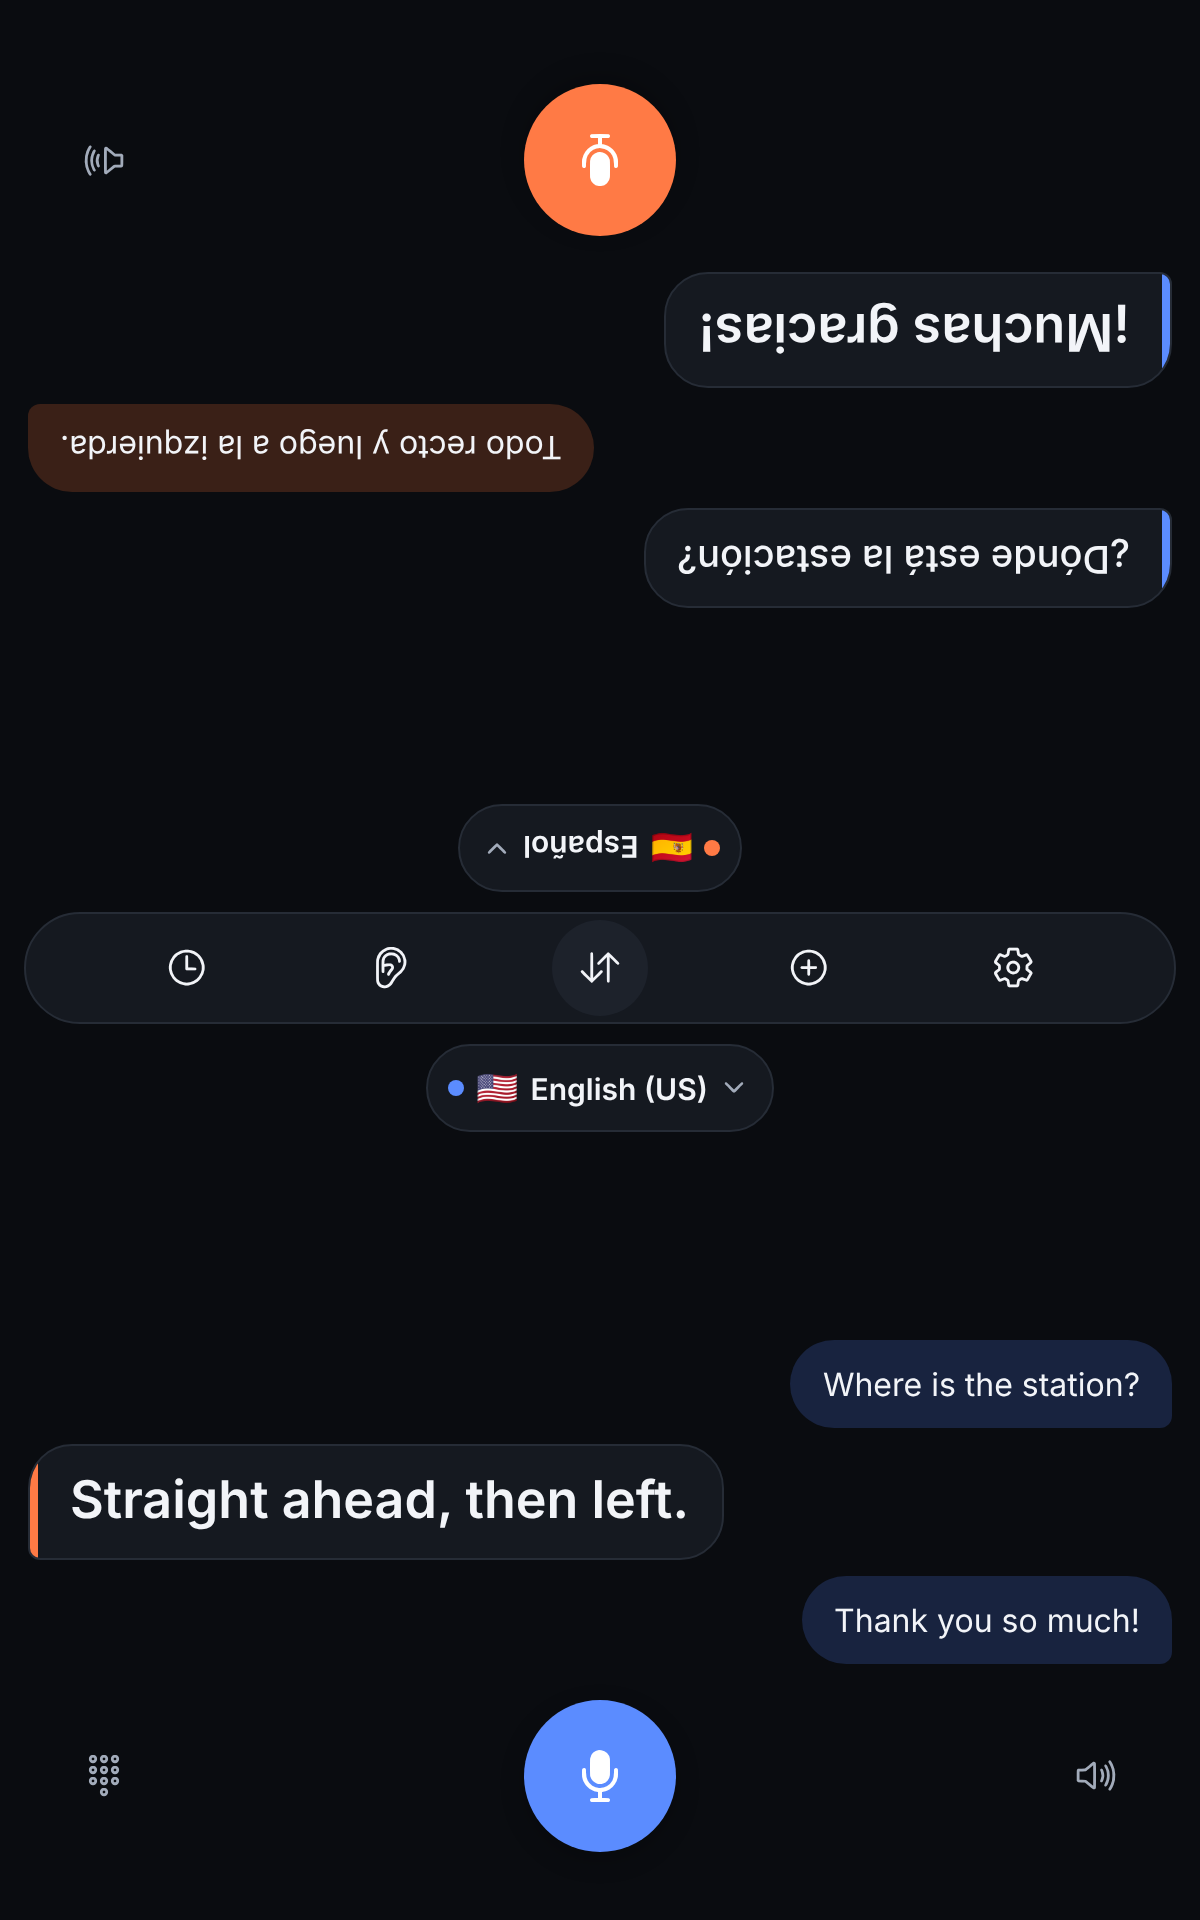 Español
¿Dónde está la estación?
Todo recto y luego a la izquierda.
¡Muchas gracias!
English (US)
Where is the station?
Straight ahead, then left.
Thank you so much!